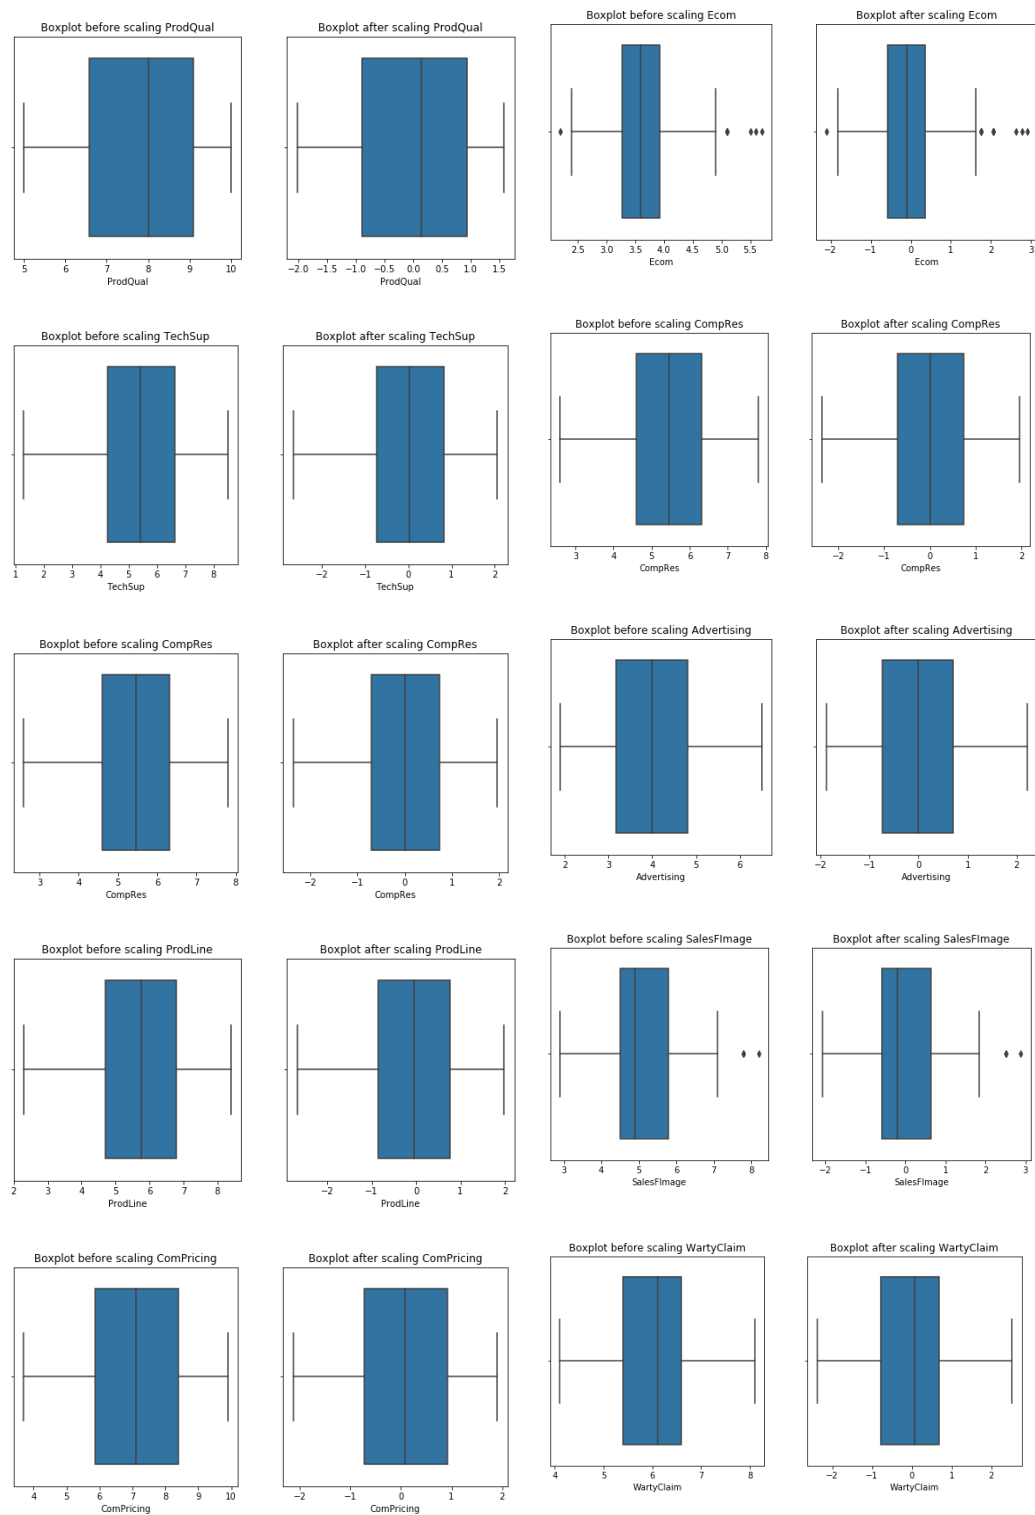 Boxplot before scaling ProdQual
5 6 7 8 9 10
ProdQual
Boxplot after scaling ProdQual
−2.0 −1.5 −1.0 −0.5 0.0 0.5 1.0 1.5
ProdQual
Boxplot before scaling Ecom
2.5 3.0 3.5 4.0 4.5 5.0 5.5
Ecom
Boxplot after scaling Ecom
−2 −1 0 1 2 3
Ecom
Boxplot before scaling TechSup
1 2 3 4 5 6 7 8
TechSup
Boxplot after scaling TechSup
−2 −1 0 1 2
TechSup
Boxplot before scaling CompRes
3 4 5 6 7 8
CompRes
Boxplot after scaling CompRes
−2 −1 0 1 2
CompRes
Boxplot before scaling CompRes
3 4 5 6 7 8
CompRes
Boxplot after scaling CompRes
−2 −1 0 1 2
CompRes
Boxplot before scaling Advertising
2 3 4 5 6
Advertising
Boxplot after scaling Advertising
−2 −1 0 1 2
Advertising
Boxplot before scaling ProdLine
2 3 4 5 6 7 8
ProdLine
Boxplot after scaling ProdLine
−2 −1 0 1 2
ProdLine
Boxplot before scaling SalesFImage
3 4 5 6 7 8
SalesFImage
Boxplot after scaling SalesFImage
−2 −1 0 1 2 3
SalesFImage
Boxplot before scaling ComPricing
4 5 6 7 8 9 10
ComPricing
Boxplot after scaling ComPricing
−2 −1 0 1 2
ComPricing
Boxplot before scaling WartyClaim
4 5 6 7 8
WartyClaim
Boxplot after scaling WartyClaim
−2 −1 0 1 2
WartyClaim